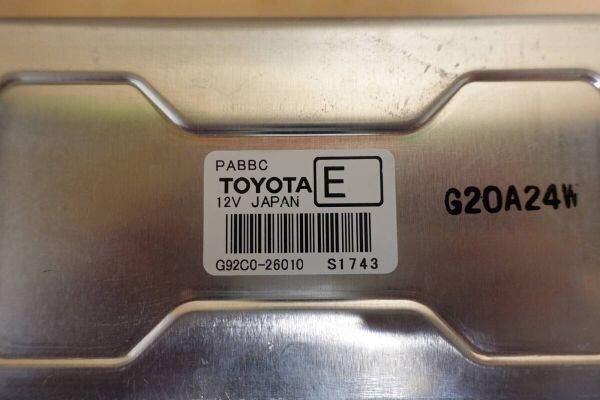 PABBC
TOYOTA E
12V JAPAN
G92C0-26010 S1743
G20A24W